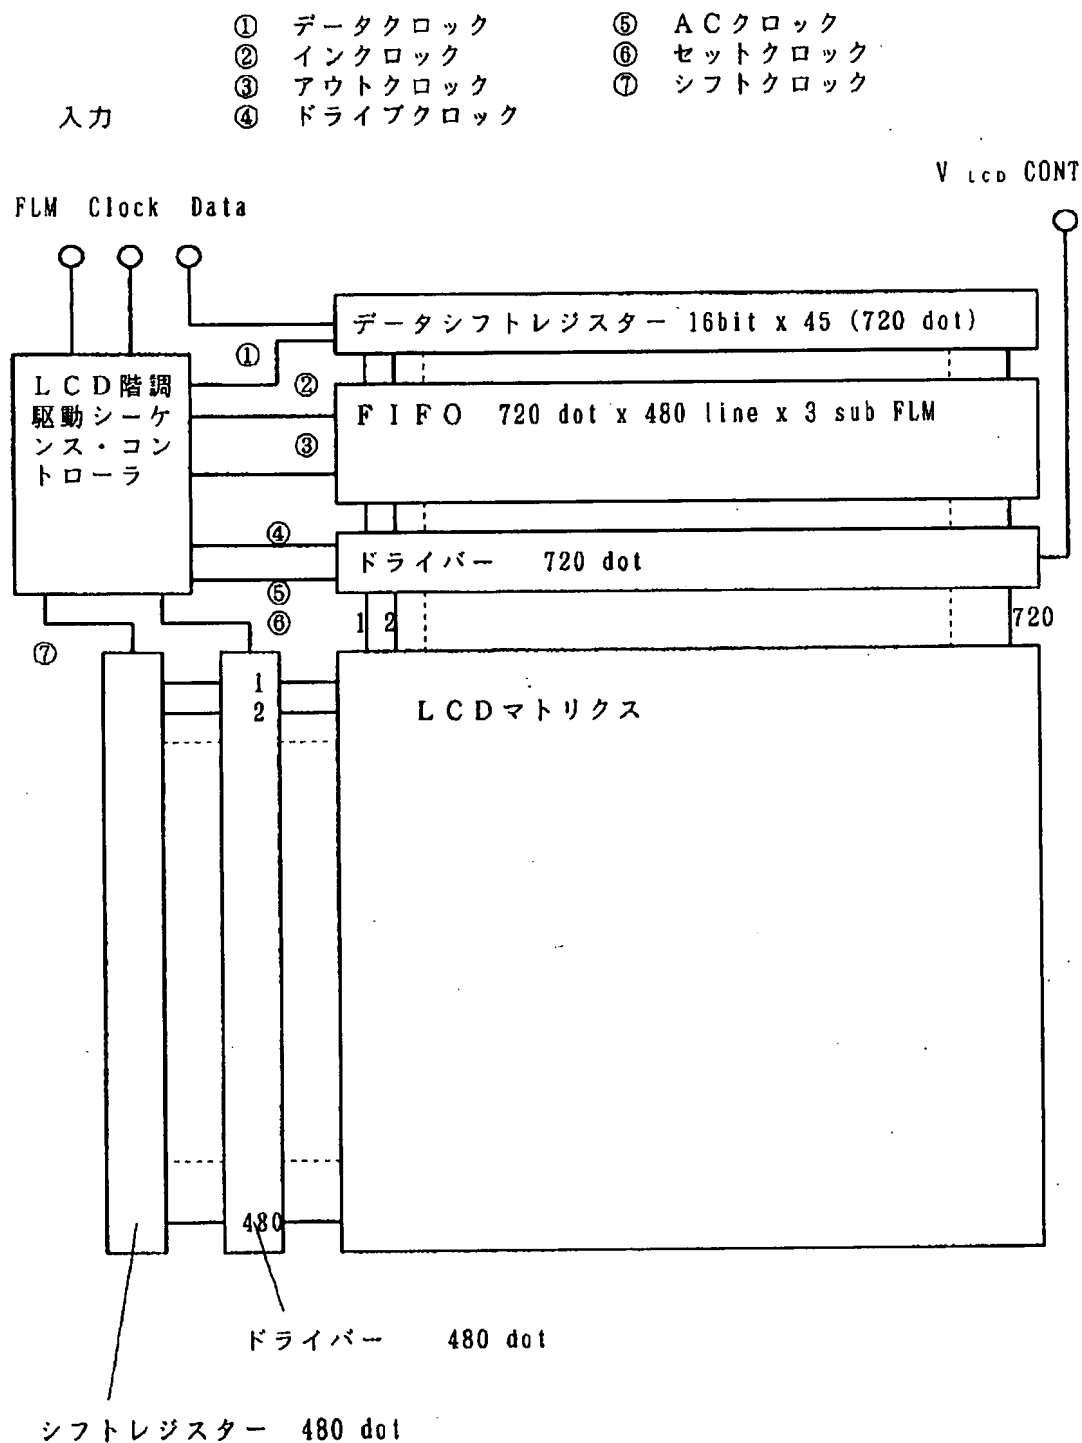 ① データクロック
② インクロック
③ アウトクロック
④ ドライブクロック
⑤ ACクロック
⑥ セットクロック
⑦ シフトクロック
入力
V LCD CONT
FLM Clock Data
データシフトレジスター 16bit x 45 (720 dot)
①
LCD階調
駆動シーケ
ンス・コン
トローラ
②
FIFO 720 dot x 480 line x 3 sub FLM
③
④
ドライバー 720 dot
⑤
⑥
1 2
720
⑦
1
2
LCDマトリクス
480
ドライバー 480 dot
シフトレジスター 480 dot